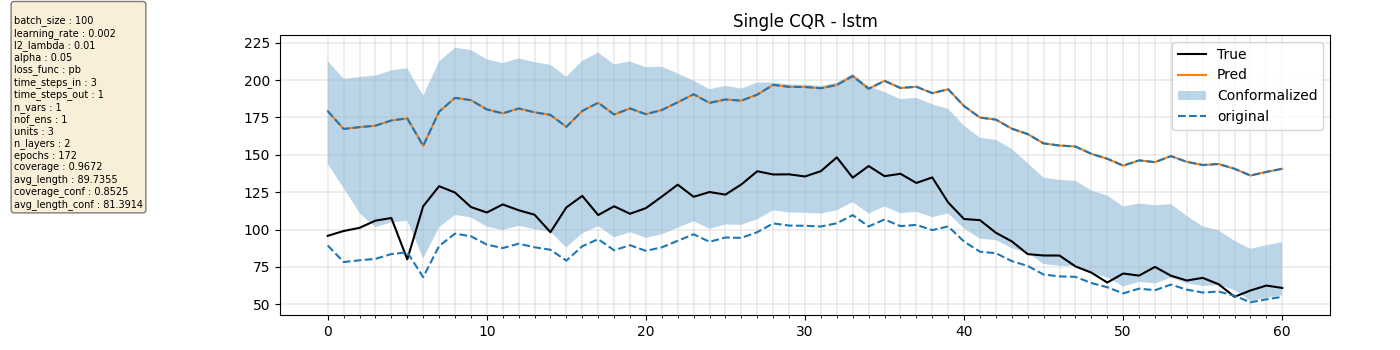 batch_size : 100
learning_rate : 0.002
l2_lambda : 0.01
alpha : 0.05
loss_func : pb
time_steps_in : 3
time_steps_out : 1
n_vars : 1
nof_ens : 1
units : 3
n_layers : 2
epochs : 172
coverage : 0.9672
avg_length : 89.7355
coverage_conf : 0.8525
avg_length_conf : 81.3914
Single CQR - lstm
225
200
175
150
125
100
75
50
True
Pred
Conformalized
original
0 10 20 30 40 50 60